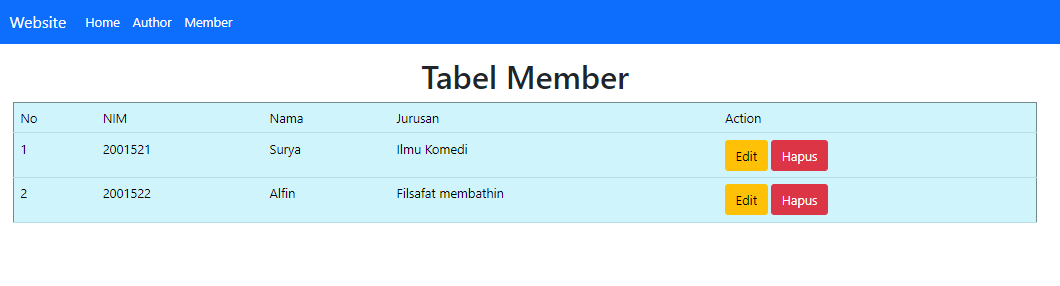 Website Home Author Member
Tabel Member
No NIM Nama Jurusan Action
1 2001521 Surya Ilmu Komedi Edit Hapus
2 2001522 Alfin Filsafat membathin Edit Hapus